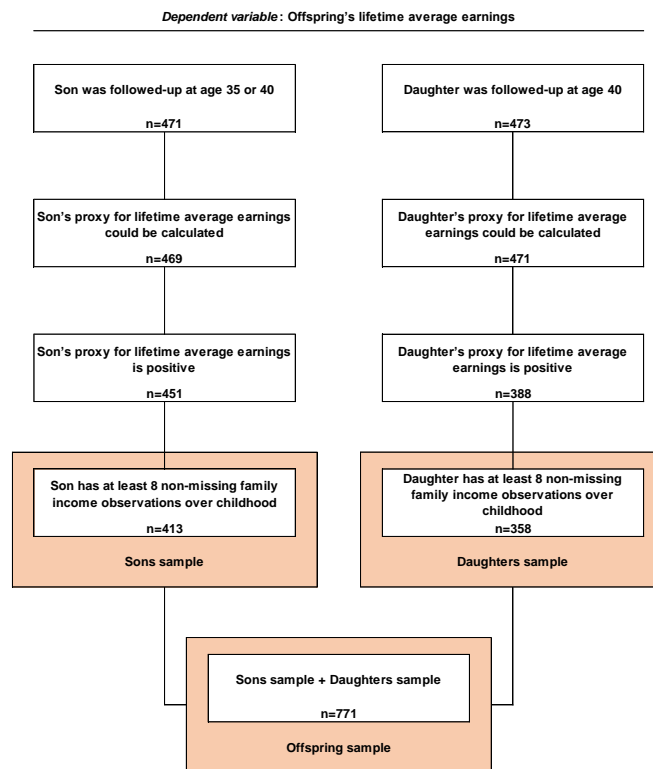 Dependent variable: Offspring's lifetime average earnings
Son was followed-up at age 35 or 40
n=471
Daughter was followed-up at age 40
n=473
Son's proxy for lifetime average earnings
could be calculated
n=469
Daughter's proxy for lifetime average
earnings could be calculated
n=471
Son's proxy for lifetime average earnings
is positive
n=451
Daughter's proxy for lifetime average
earnings is positive
n=388
Son has at least 8 non-missing family
income observations over childhood
n=413
Sons sample
Daughter has at least 8 non-missing
family income observations over
childhood
n=358
Daughters sample
Sons sample + Daughters sample
n=771
Offspring sample